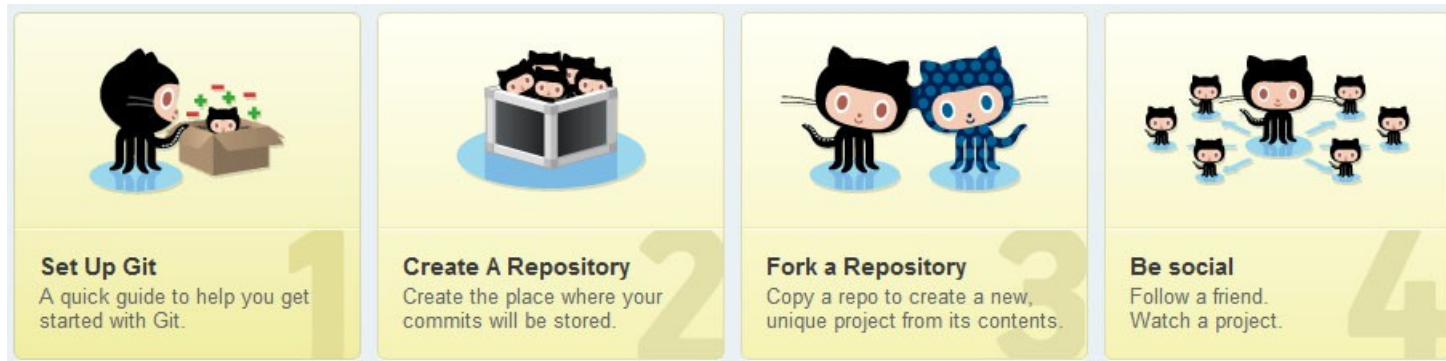 Set Up Git
A quick guide to help you get
started with Git.
1
Create A Repository
Create the place where your
commits will be stored.
2
Fork a Repository
Copy a repo to create a new,
unique project from its contents.
3
Be social
Follow a friend.
Watch a project.
4